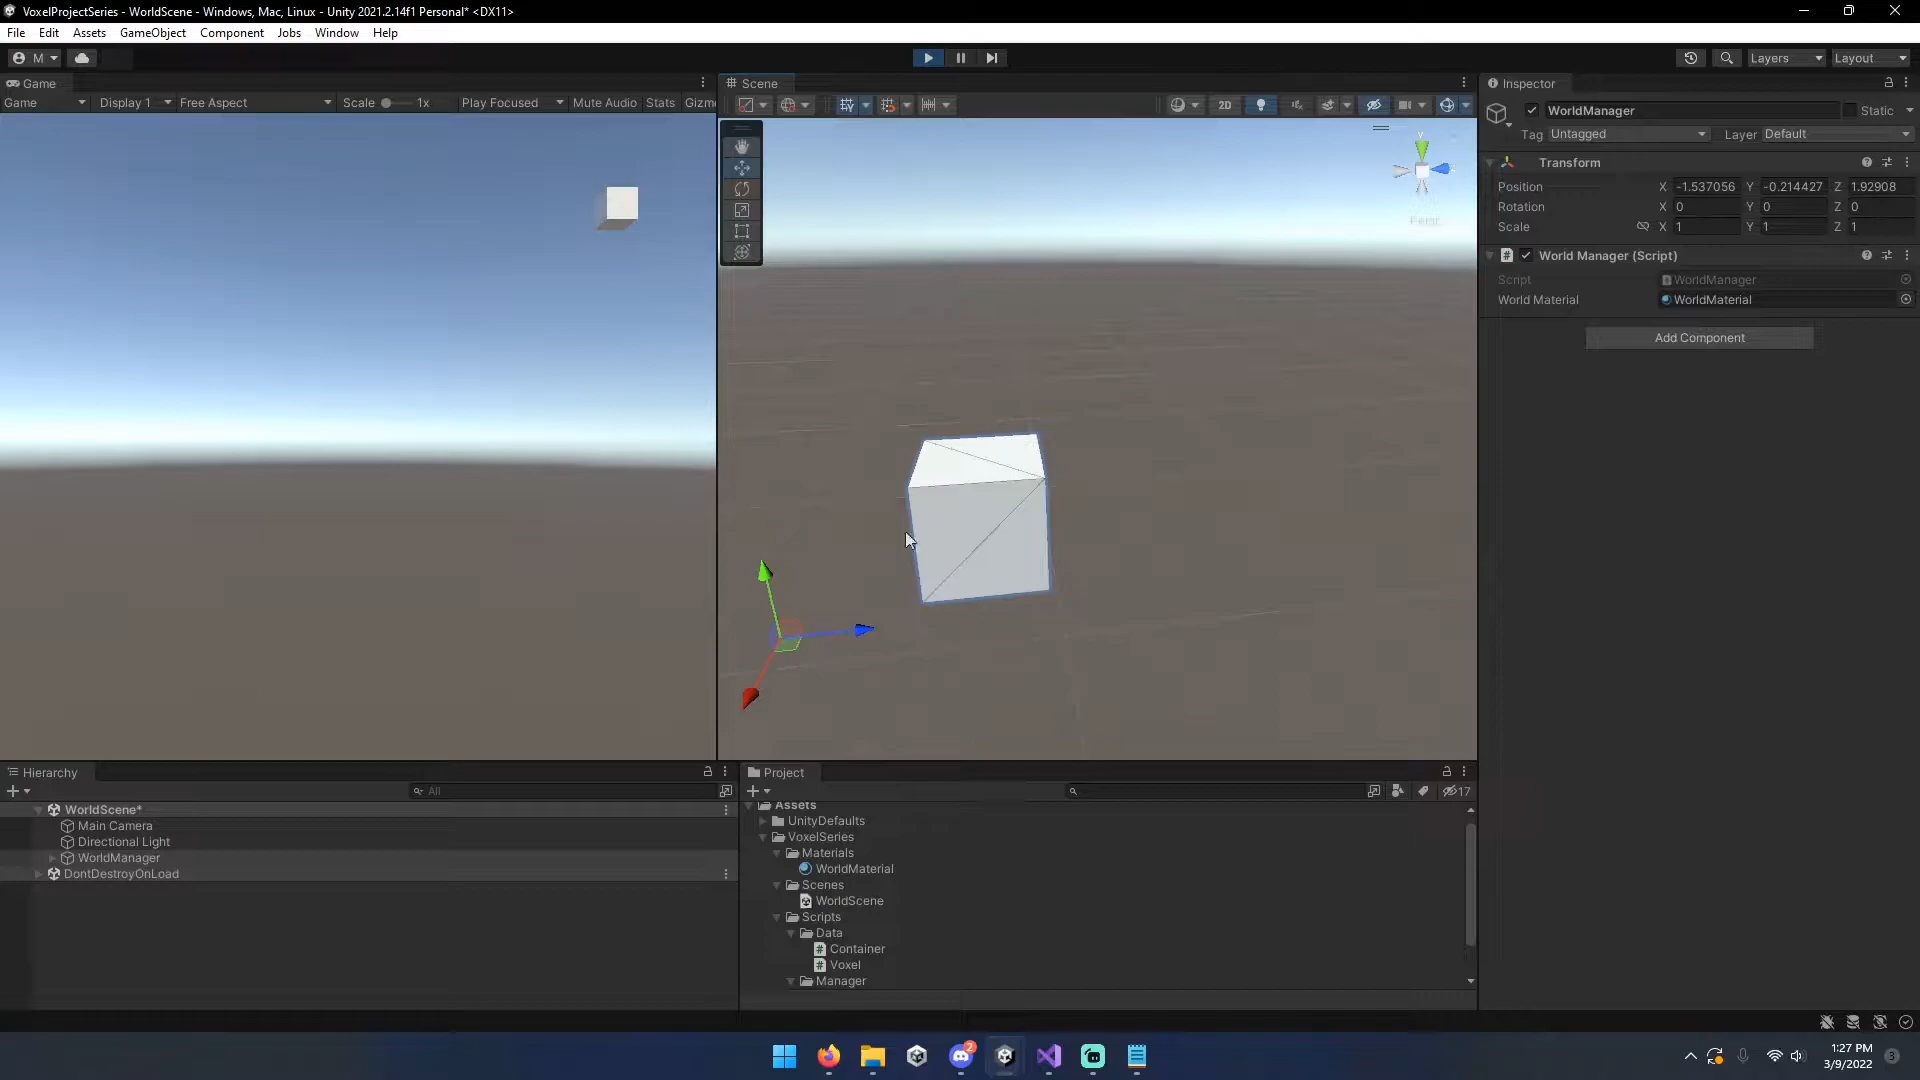 VoxelProjectSeries - WorldScene - Windows, Mac, Linux - Unity 2021.2.14f1 Personal* <DX11>
File Edit Assets GameObject Component Jobs Window Help
M Layers Layout
Game
Game Display 1 Free Aspect Scale 1x Play Focused Mute Audio Stats Gizm
Scene
2D
y
Persp
Inspector
WorldManager Static
Tag Untagged Layer Default
Transform
Position X -1.537056 Y -0.214427 Z 1.92908
Rotation X 0 Y 0 Z 0
Scale X 1 Y 1 Z 1
World Manager (Script)
Script WorldManager
World Material WorldMaterial
Add Component
Hierarchy
All
WorldScene*
Main Camera
Directional Light
WorldManager
DontDestroyOnLoad
Project
17
Assets
UnityDefaults
VoxelSeries
Materials
WorldMaterial
Scenes
WorldScene
Scripts
Data
Container
Voxel
Manager
2
1:27 PM
3/9/2022
3